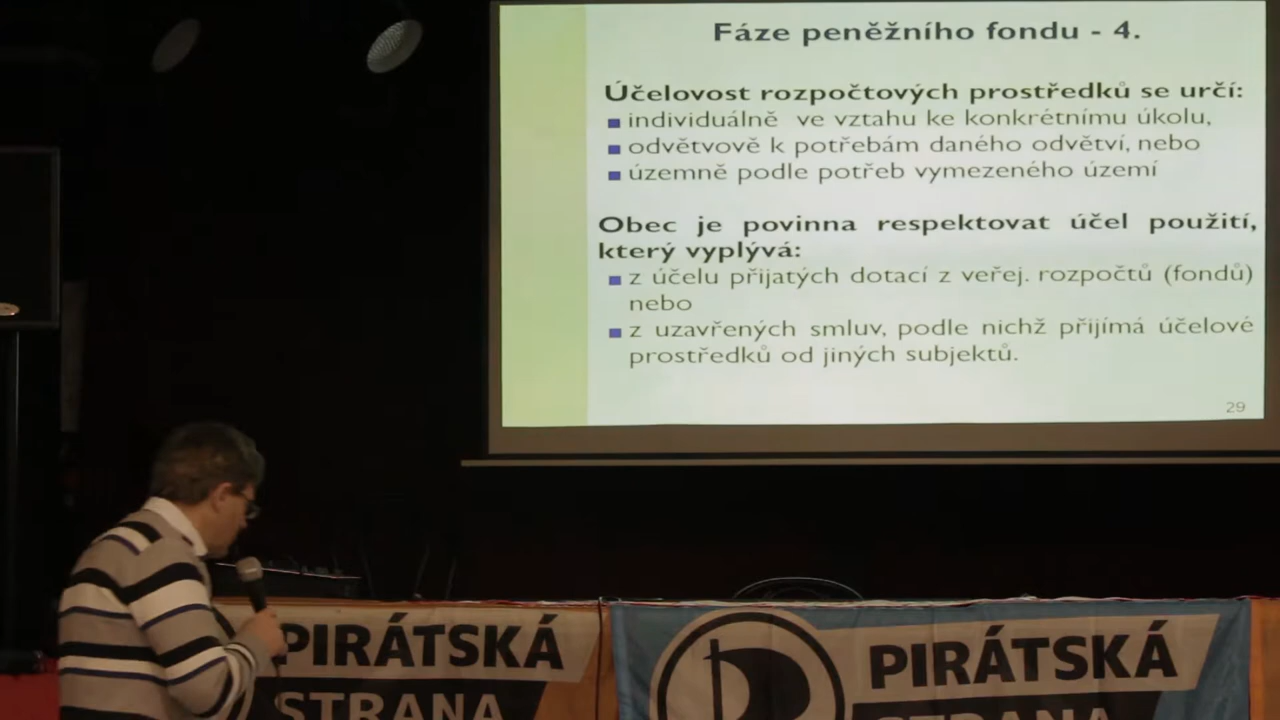 Fáze peněžního fondu - 4.
Účelovost rozpočtových prostředků se určí:
individuálně ve vztahu ke konkrétnímu úkolu,
odvětvově k potřebám daného odvětví, nebo
územně podle potřeb vymezeného území
Obec je povinna respektovat účel použití,
který vyplývá:
z účelu přijatých dotací z veřej. rozpočtů (fondů)
nebo
z uzavřených smluv, podle nichž přijímá účelové
prostředků od jiných subjektů.
29
PIRÁTSKÁ
STRANA
PIRÁTSKÁ
STRANA